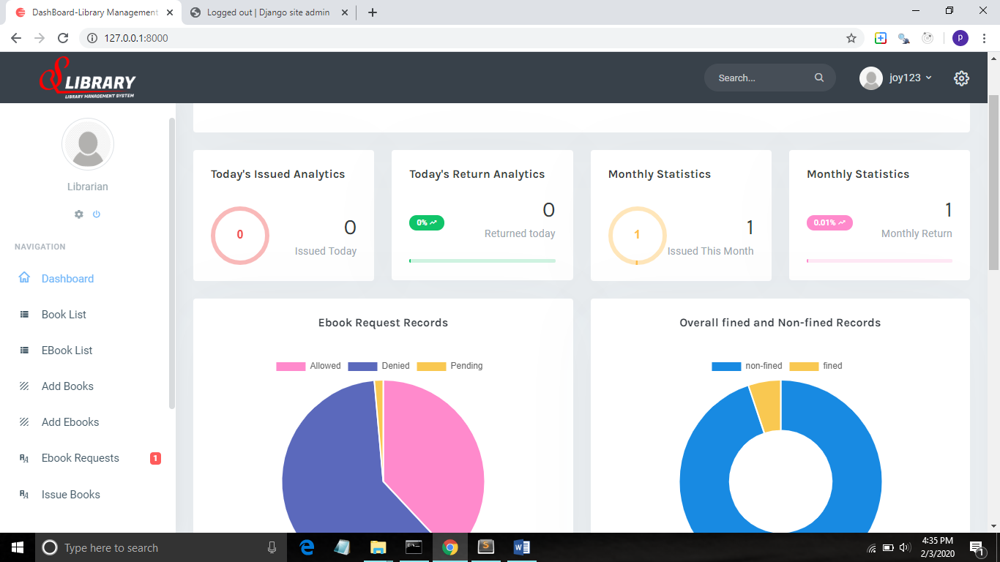 DashBoard-Library Management
Logged out | Django site admin
127.0.0.1:8000
P
SLIBRARY
LIBRARY MANAGEMENT SYSTEM
Search...
joy123
Librarian
NAVIGATION
Dashboard
Book List
EBook List
Add Books
Add Ebooks
Ebook Requests 1
Issue Books
Today's Issued Analytics
0
0
Issued Today
Today's Return Analytics
0% 0
Returned today
Monthly Statistics
1
1
Issued This Month
Monthly Statistics
0.01% 1
Monthly Return
Ebook Request Records
Allowed Denied Pending
Overall fined and Non-fined Records
non-fined fined
Type here to search
4:35 PM
2/3/2020
1